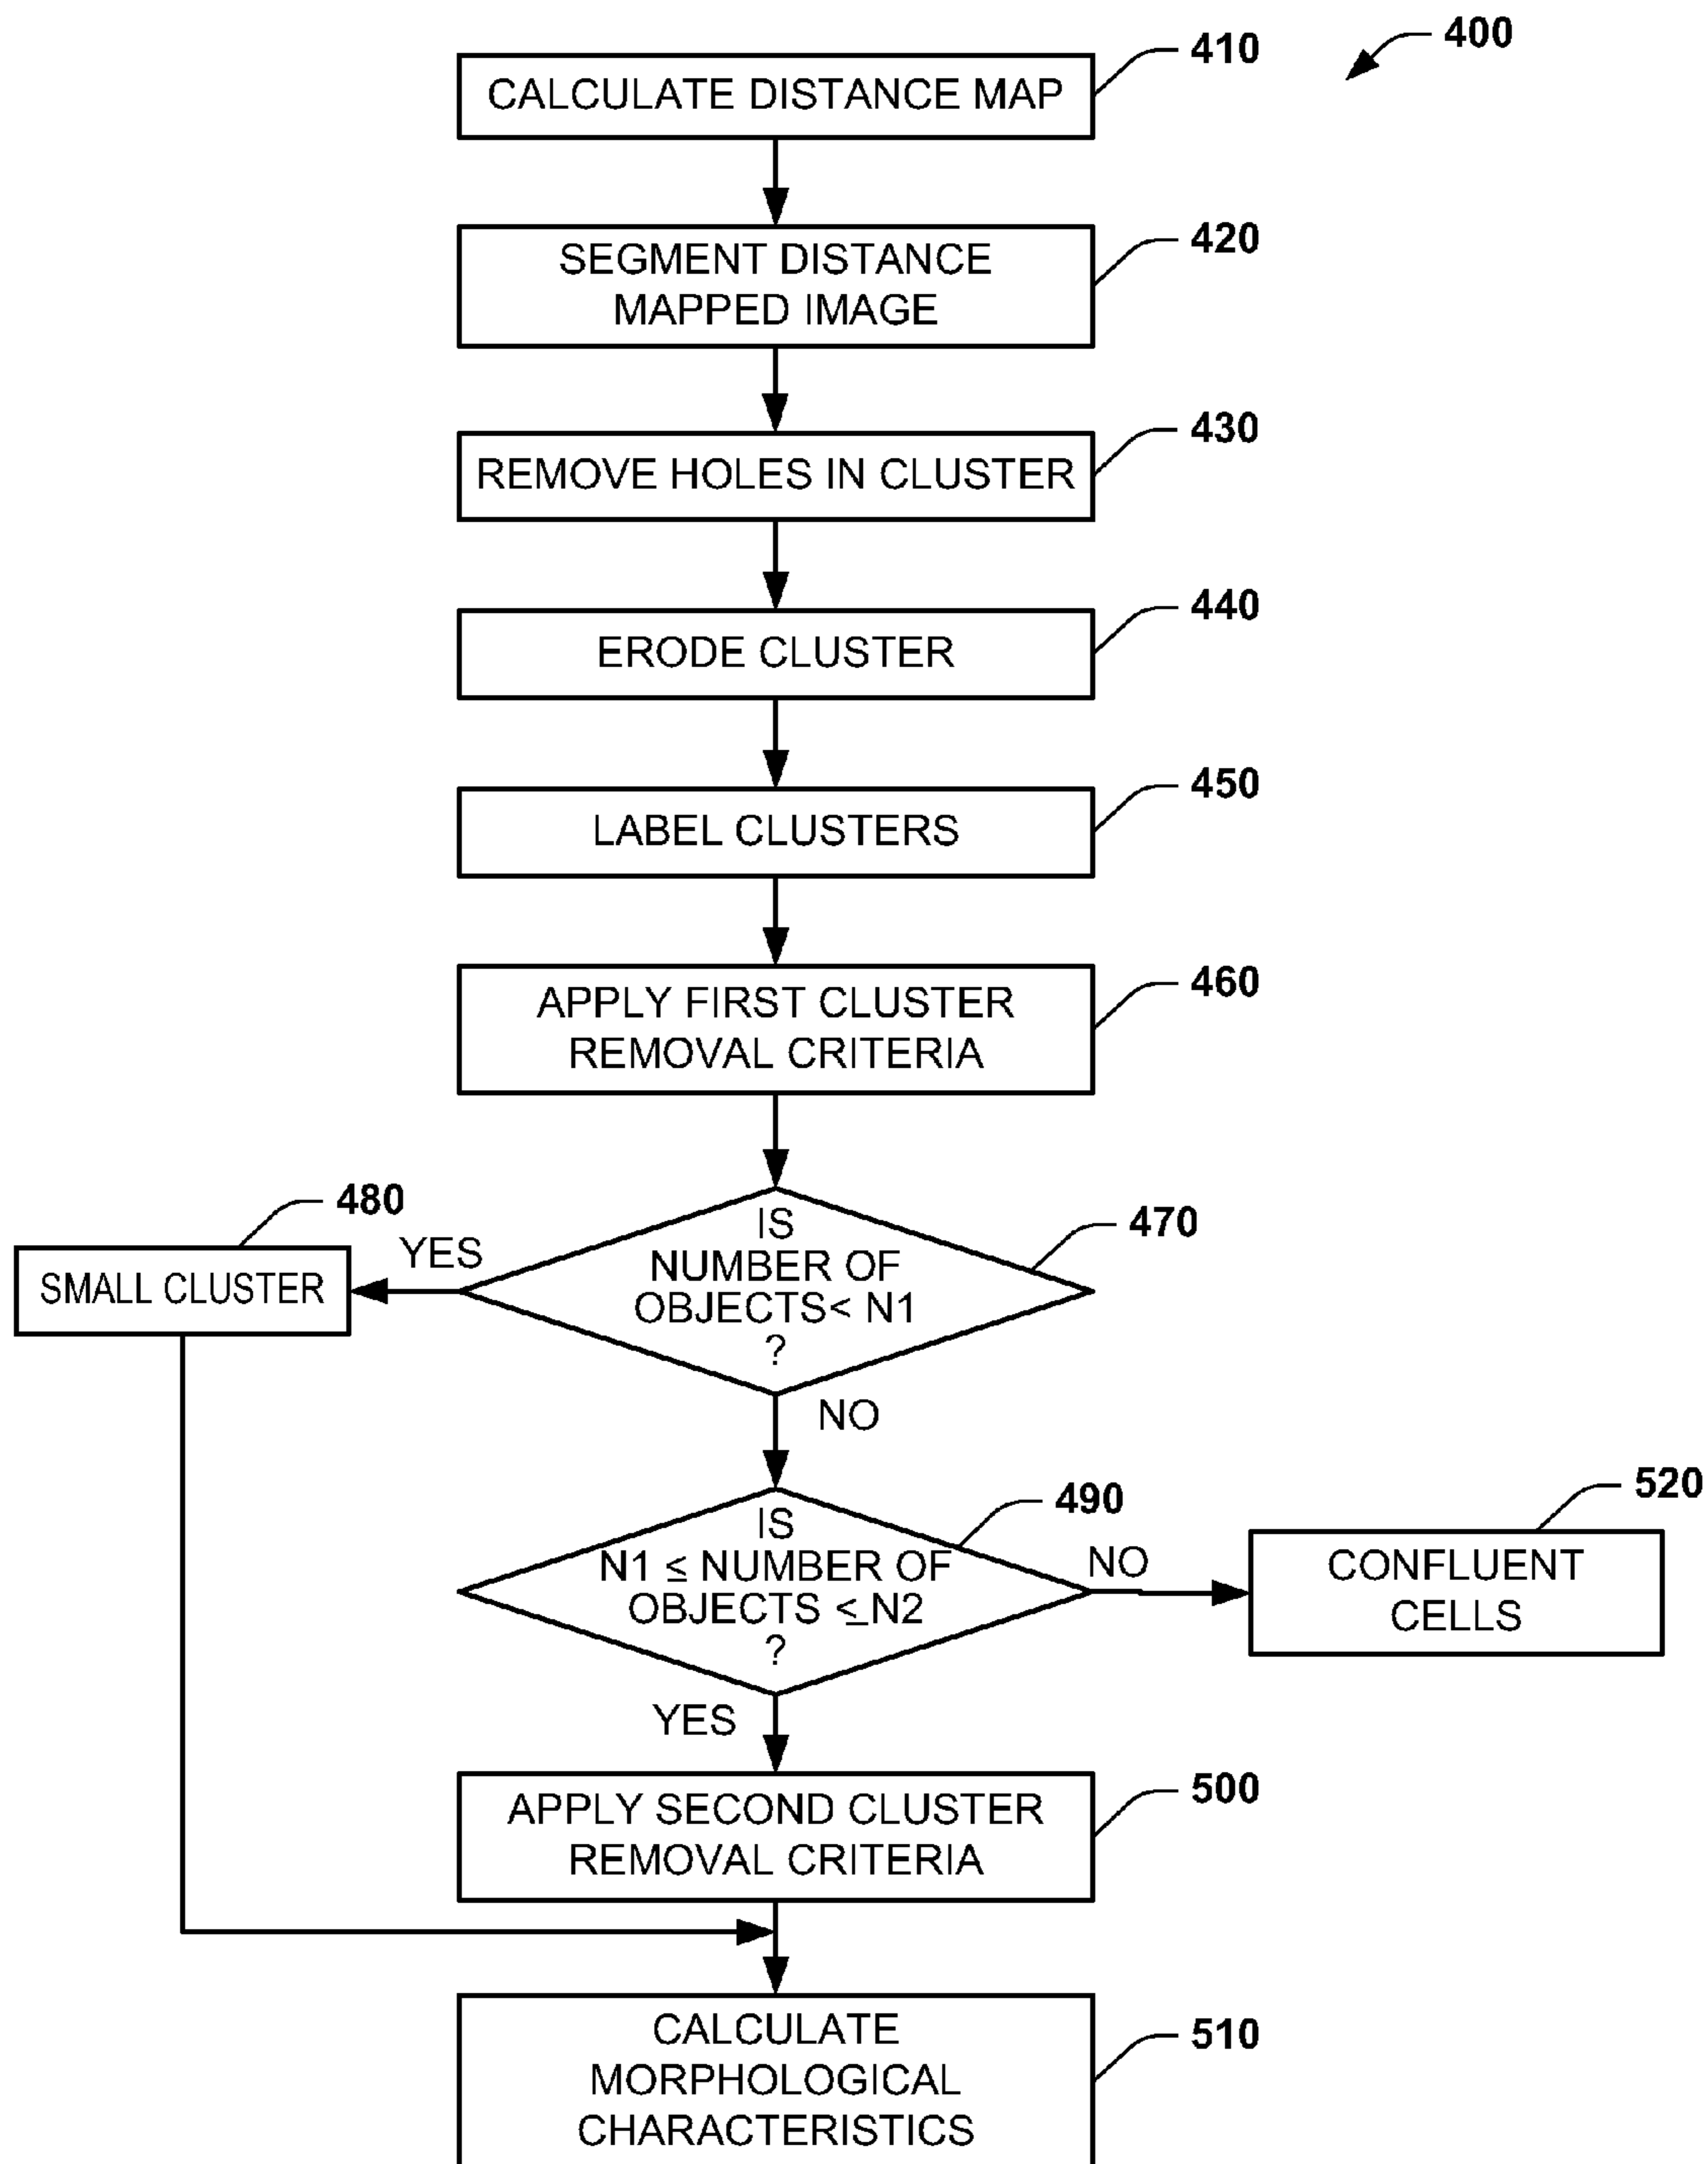 400
410
CALCULATE DISTANCE MAP
420
SEGMENT DISTANCE
MAPPED IMAGE
430
REMOVE HOLES IN CLUSTER
440
ERODE CLUSTER
450
LABEL CLUSTERS
460
APPLY FIRST CLUSTER
REMOVAL CRITERIA
470
IS
NUMBER OF
OBJECTS< N1
?
YES
480
SMALL CLUSTER
NO
490
IS
N1 ≤ NUMBER OF
OBJECTS ≤ N2
?
NO
520
CONFLUENT
CELLS
YES
500
APPLY SECOND CLUSTER
REMOVAL CRITERIA
510
CALCULATE
MORPHOLOGICAL
CHARACTERISTICS